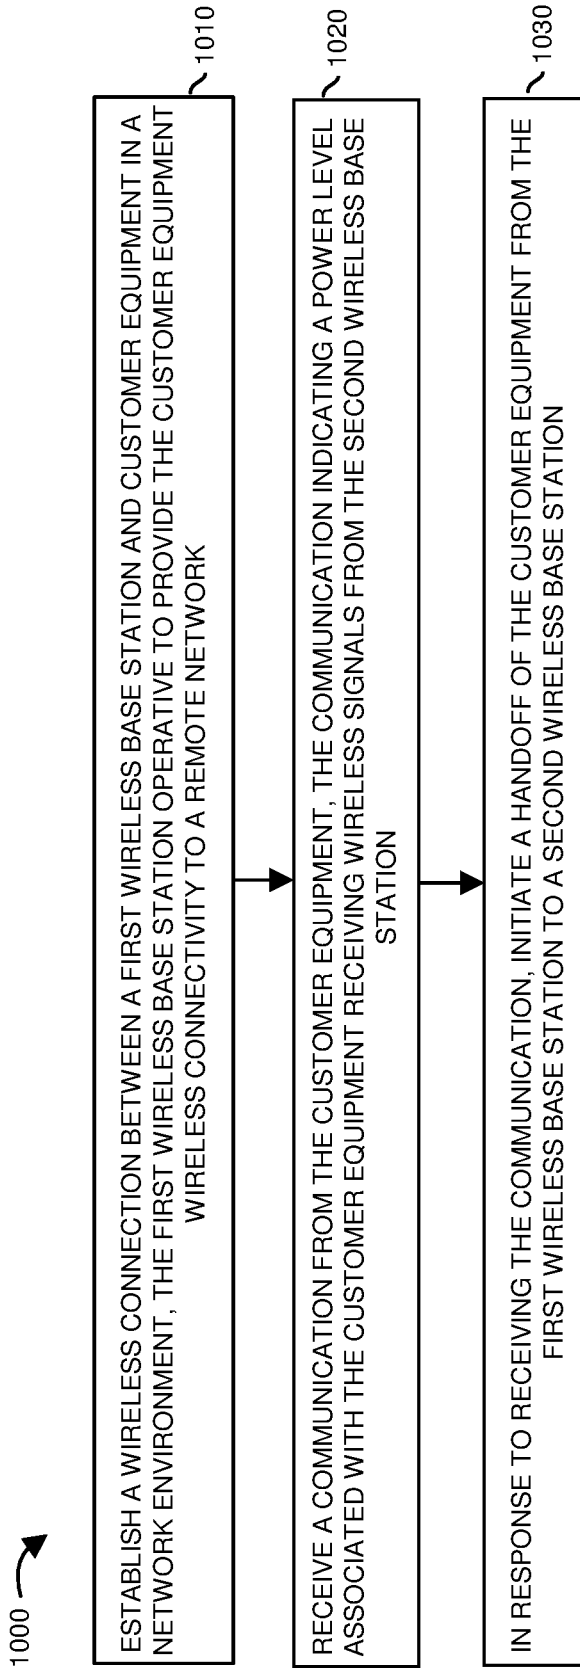 1000
ESTABLISH A WIRELESS CONNECTION BETWEEN A FIRST WIRELESS BASE STATION AND CUSTOMER EQUIPMENT IN A
NETWORK ENVIRONMENT, THE FIRST WIRELESS BASE STATION OPERATIVE TO PROVIDE THE CUSTOMER EQUIPMENT
WIRELESS CONNECTIVITY TO A REMOTE NETWORK
1010
RECEIVE A COMMUNICATION FROM THE CUSTOMER EQUIPMENT, THE COMMUNICATION INDICATING A POWER LEVEL
ASSOCIATED WITH THE CUSTOMER EQUIPMENT RECEIVING WIRELESS SIGNALS FROM THE SECOND WIRELESS BASE
STATION
1020
IN RESPONSE TO RECEIVING THE COMMUNICATION, INITIATE A HANDOFF OF THE CUSTOMER EQUIPMENT FROM THE
FIRST WIRELESS BASE STATION TO A SECOND WIRELESS BASE STATION
1030